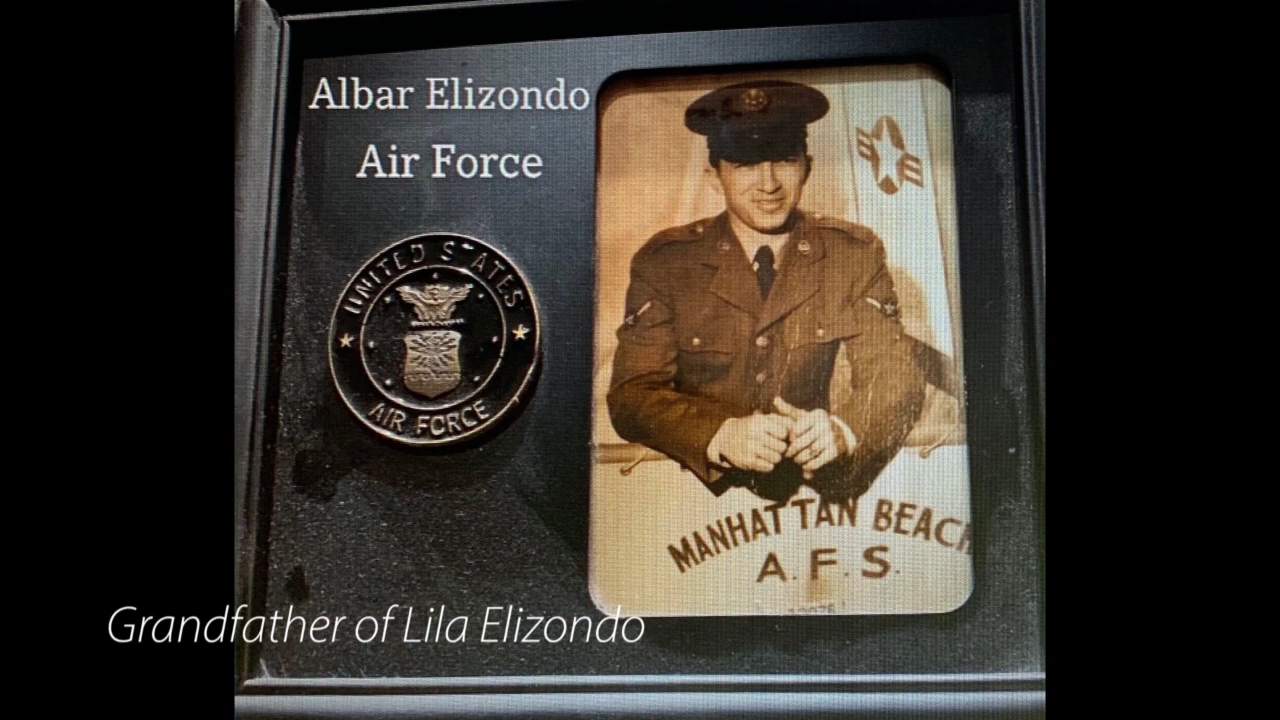 Albar Elizondo
Air Force
UNITED STATES
AIR FORCE
MANHATTAN BEACH
A. F. S.
Grandfather of Lila Elizondo